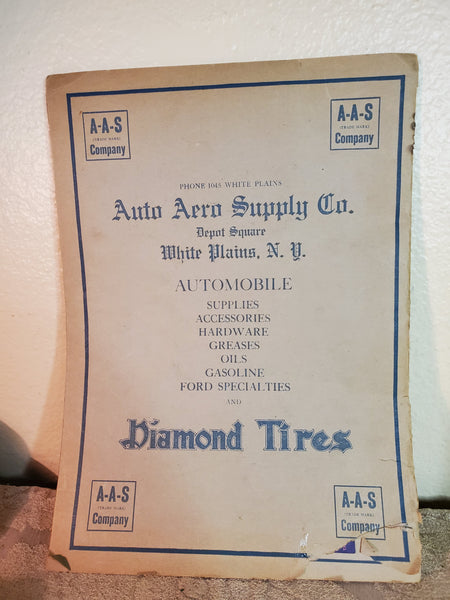 A-A-S
(TRADE MARK)
Company
A-A-S
(TRADE MARK)
Company
PHONE 1045 WHITE PLAINS
Auto Aero Supply Co.
Depot Square
White Plains, N. Y.
AUTOMOBILE
SUPPLIES
ACCESSORIES
HARDWARE
GREASES
OILS
GASOLINE
FORD SPECIALTIES
AND
Diamond Tires
A-A-S
(TRADE MARK)
Company
A-A-S
(TRADE MARK)
Company